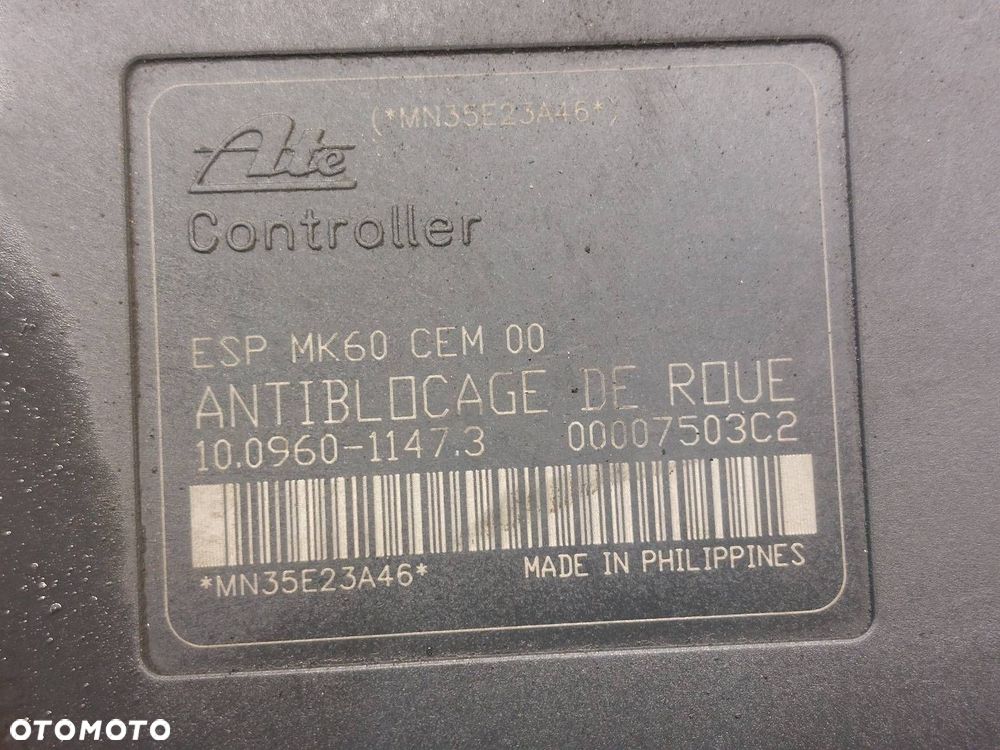 (*MN35E23A46*)
Ate
Controller
ESP MK60 CEM 00
ANTIBLOCAGE DE ROUE
10.0960-1147.3 00007503C2
*MN35E23A46* MADE IN PHILIPPINES
OTOMOTO